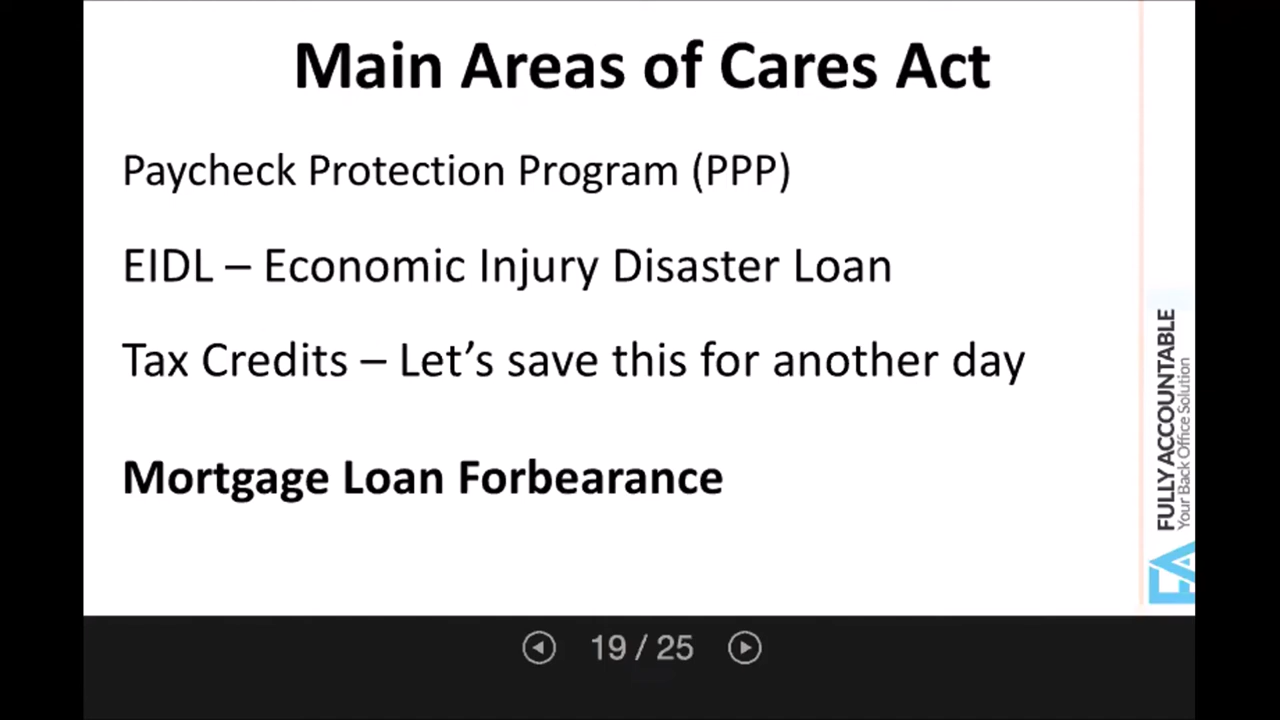 Main Areas of Cares Act
Paycheck Protection Program (PPP)
EIDL – Economic Injury Disaster Loan
Tax Credits – Let’s save this for another day
Mortgage Loan Forbearance
FULLY ACCOUNTABLE
Your Back Office Solution
FA
19 / 25